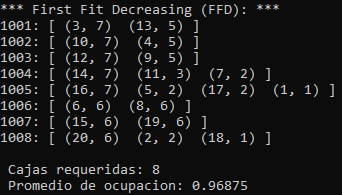 *** First Fit Decreasing (FFD): ***
1001: [ (3, 7)  (13, 5)  ]
1002: [ (10, 7)  (4, 5)  ]
1003: [ (12, 7)  (9, 5)  ]
1004: [ (14, 7)  (11, 3)  (7, 2)  ]
1005: [ (16, 7)  (5, 2)  (17, 2)  (1, 1)  ]
1006: [ (6, 6)  (8, 6)  ]
1007: [ (15, 6)  (19, 6)  ]
1008: [ (20, 6)  (2, 2)  (18, 1)  ]
Cajas requeridas: 8
Promedio de ocupacion: 0.96875